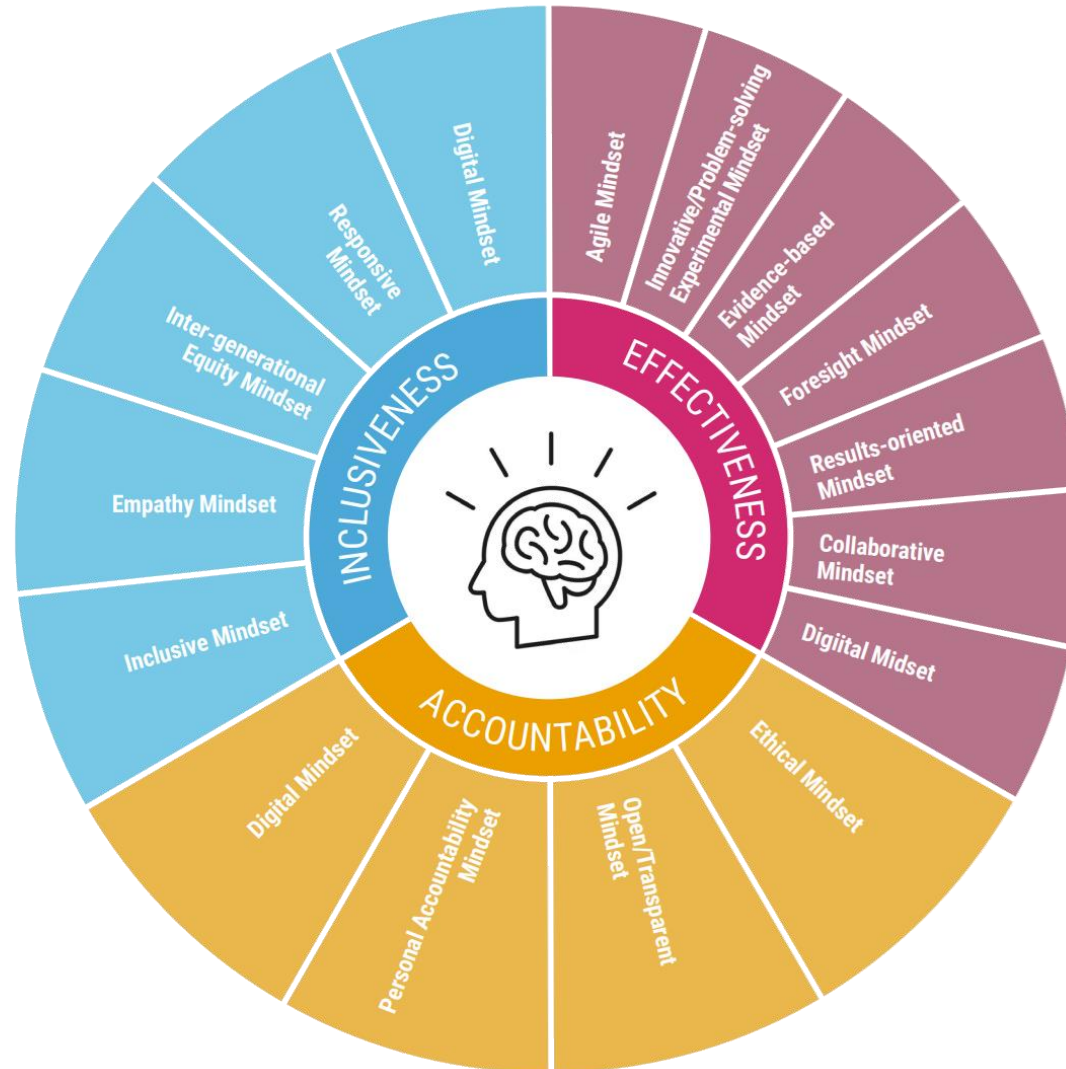 EFFECTIVENESS
Agile Mindset
Innovative/Problem-solving
Experimental Mindset
Evidence-based
Mindset
Foresight Mindset
Results-oriented
Mindset
Collaborative
Mindset
Digiital Midset
ACCOUNTABILITY
Ethical Mindset
Open/Transparent
Mindset
Personal Accountability
Mindset
Digital Mindset
INCLUSIVENESS
Inclusive Mindset
Empathy Mindset
Inter-generational
Equity Mindset
Responsive
Mindset
Digital Mindset